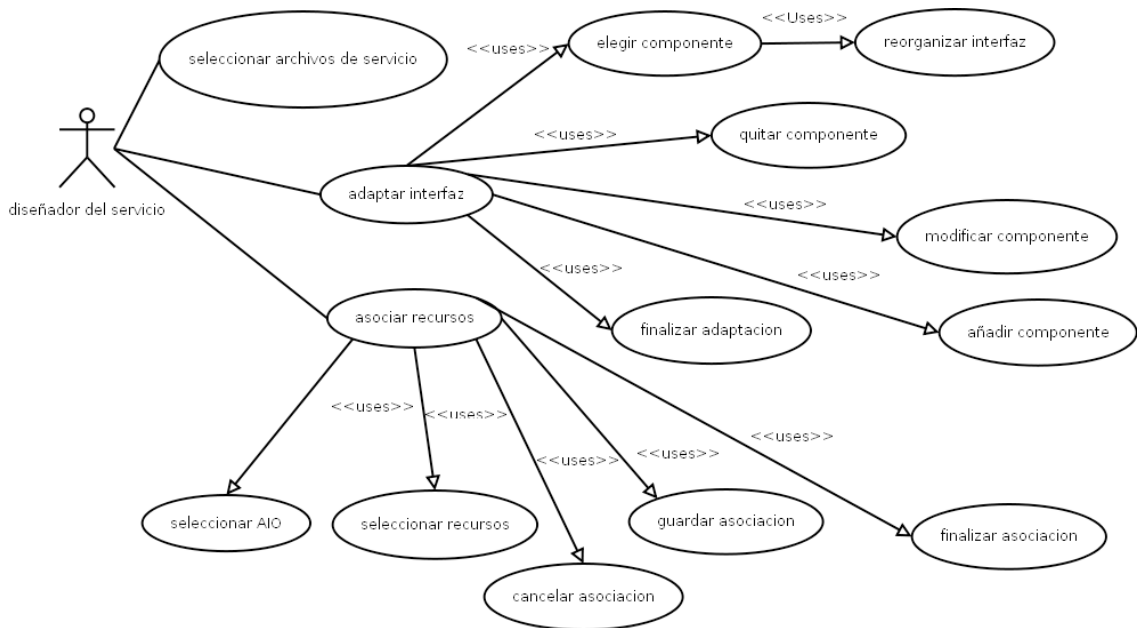 <<Uses>>
<<uses>>
elegir componente
reorganizar interfaz
seleccionar archivos de servicio
<<uses>>
quitar componente
diseñador del servicio
adaptar interfaz
<<uses>>
modificar componente
<<uses>>
<<uses>>
asociar recursos
finalizar adaptacion
añadir componente
<<uses>>
<<uses>>
<<uses>>
<<uses>>
<<uses>>
seleccionar AIO
seleccionar recursos
guardar asociacion
finalizar asociacion
cancelar asociacion